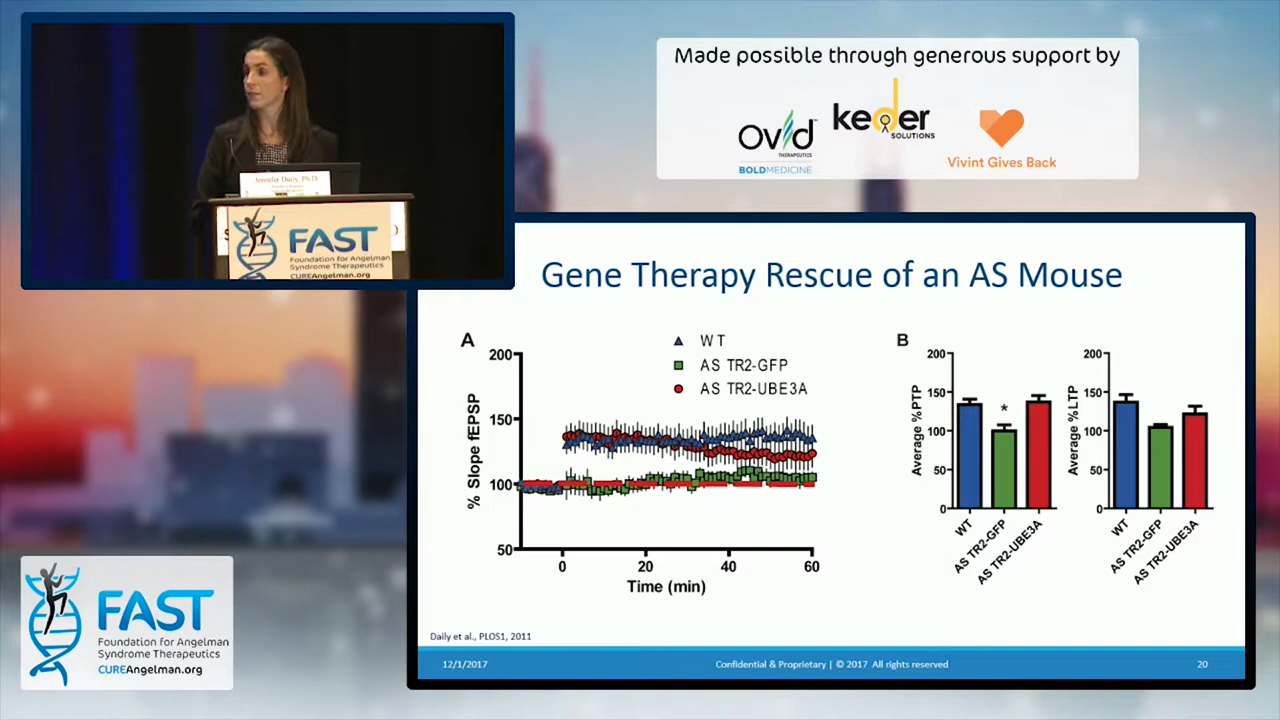 Made possible through generous support by
ovid
THERAPEUTICS
BOLDMEDICINE
keder
SOLUTIONS
Vivint Gives Back
Jennifer Daily, Ph.D.
FAST
Foundation for Angelman
Syndrome Therapeutics
CUREAngelman.org
Gene Therapy Rescue of an AS Mouse
A
WT
AS TR2-GFP
AS TR2-UBE3A
% Slope fEPSP
200
150
100
50
0
20
40
60
Time (min)
B
Average %PTP
200
150
100
50
0
*
WT
AS TR2-GFP
AS TR2-UBE3A
Average %LTP
200
150
100
50
0
WT
AS TR2-GFP
AS TR2-UBE3A
Daily et al., PLOS1, 2011
12/1/2017
Confidential & Proprietary | © 2017 All rights reserved
20
FAST
Foundation for Angelman
Syndrome Therapeutics
CUREAngelman.org